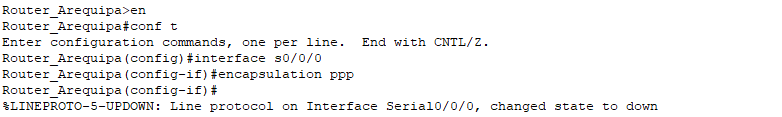 Router_Arequipa>en
Router_Arequipa#conf t
Enter configuration commands, one per line.  End with CNTL/Z.
Router_Arequipa(config)#interface s0/0/0
Router_Arequipa(config-if)#encapsulation ppp
Router_Arequipa(config-if)#
%LINEPROTO-5-UPDOWN: Line protocol on Interface Serial0/0/0, changed state to down